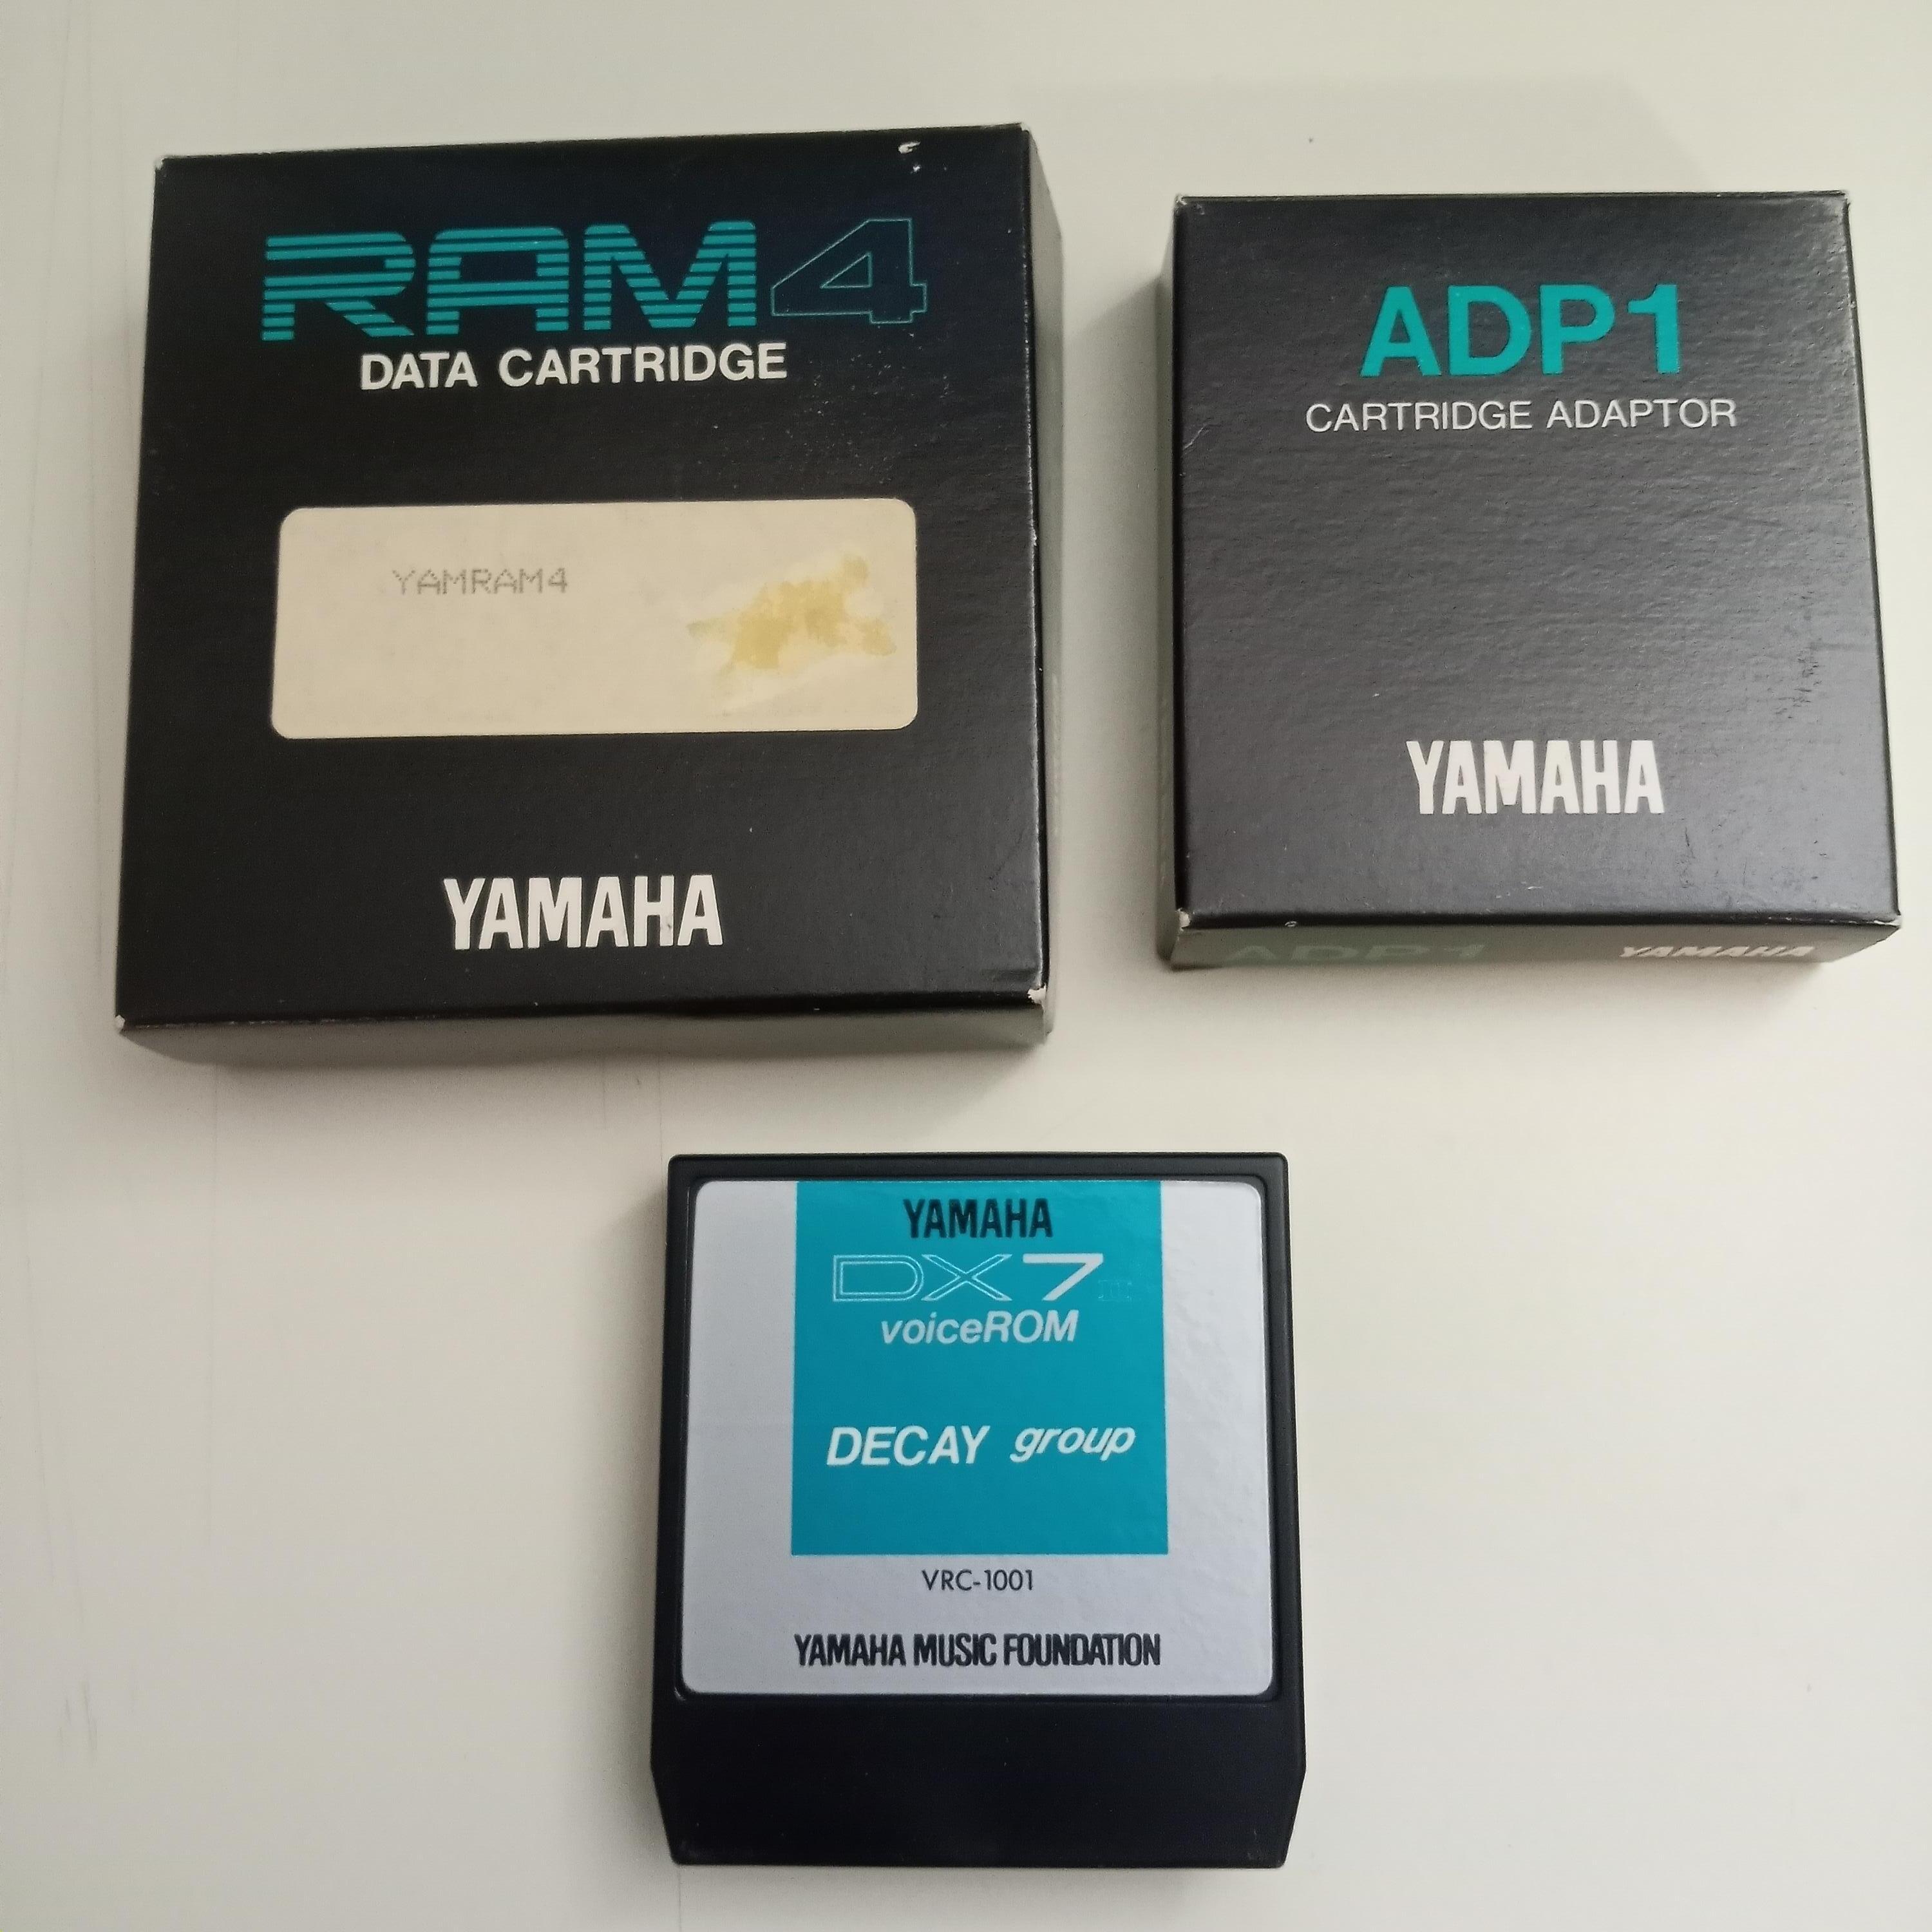 RAM4
DATA CARTRIDGE
YAMRAM4
YAMAHA
ADP1
CARTRIDGE ADAPTOR
YAMAHA
ADP1 YAMAHA
YAMAHA
DX7II
voiceROM
DECAY group
VRC-1001
YAMAHA MUSIC FOUNDATION